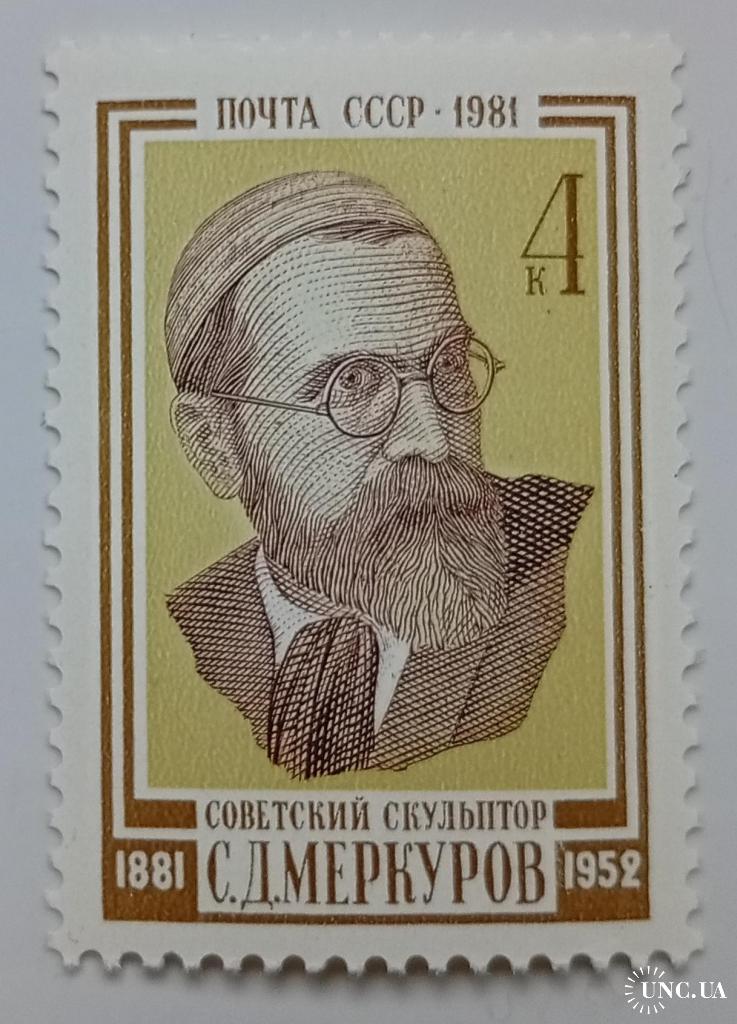 ПОЧТА СССР · 1981
4
К
СОВЕТСКИЙ СКУЛЬПТОР
1881 С.Д.МЕРКУРОВ 1952
UNC.UA